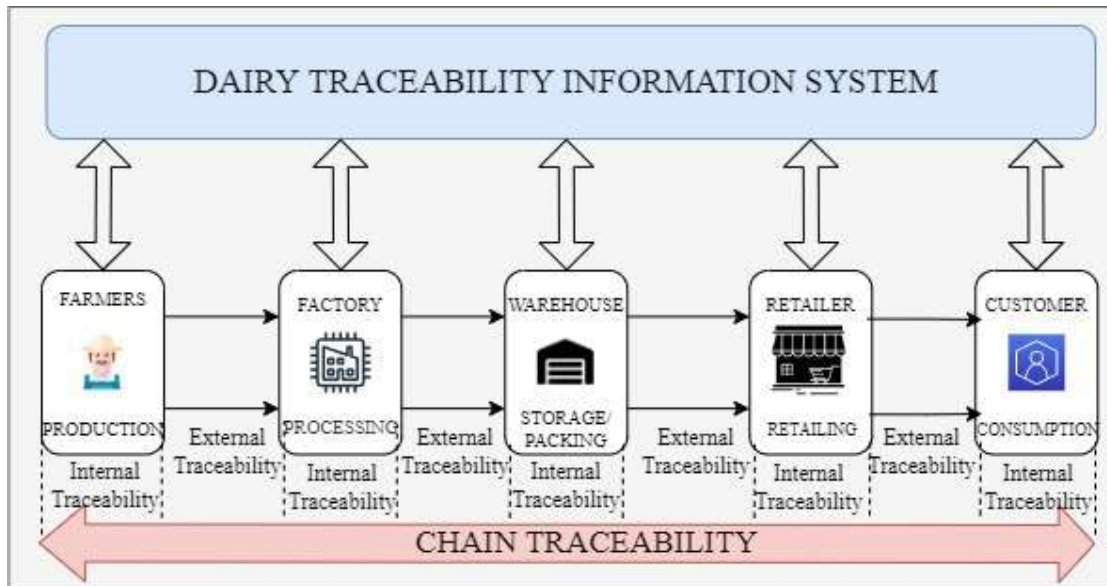 DAIRY TRACEABILITY INFORMATION SYSTEM
FARMERS
FACTORY
WAREHOUSE
RETAILER
CUSTOMER
PRODUCTION
PROCESSING
STORAGE/
PACKING
RETAILING
CONSUMPTION
Internal
Traceability
External
Traceability
Internal
Traceability
External
Traceability
Internal
Traceability
External
Traceability
Internal
Traceability
External
Traceability
Internal
Traceability
CHAIN TRACEABILITY